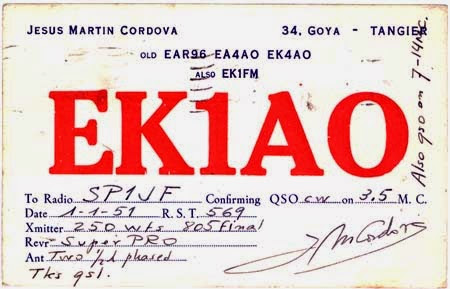 JESUS MARTIN CORDOVA 34, GOYA - TANGIER
OLD EAR96 EA4AO EK4AO
ALSO EK1FM
EK1AO
To Radio SP1JF Confirming QSO cw on 3.5 M.C.
Date 1-1-51 R.S.T. 569
Xmitter 250 wts 805 Final
Revr Super PRO
Ant Two 1/2 λ phased
Tks qsl.
J M Cordova
Also qso on 7-14 Mc.